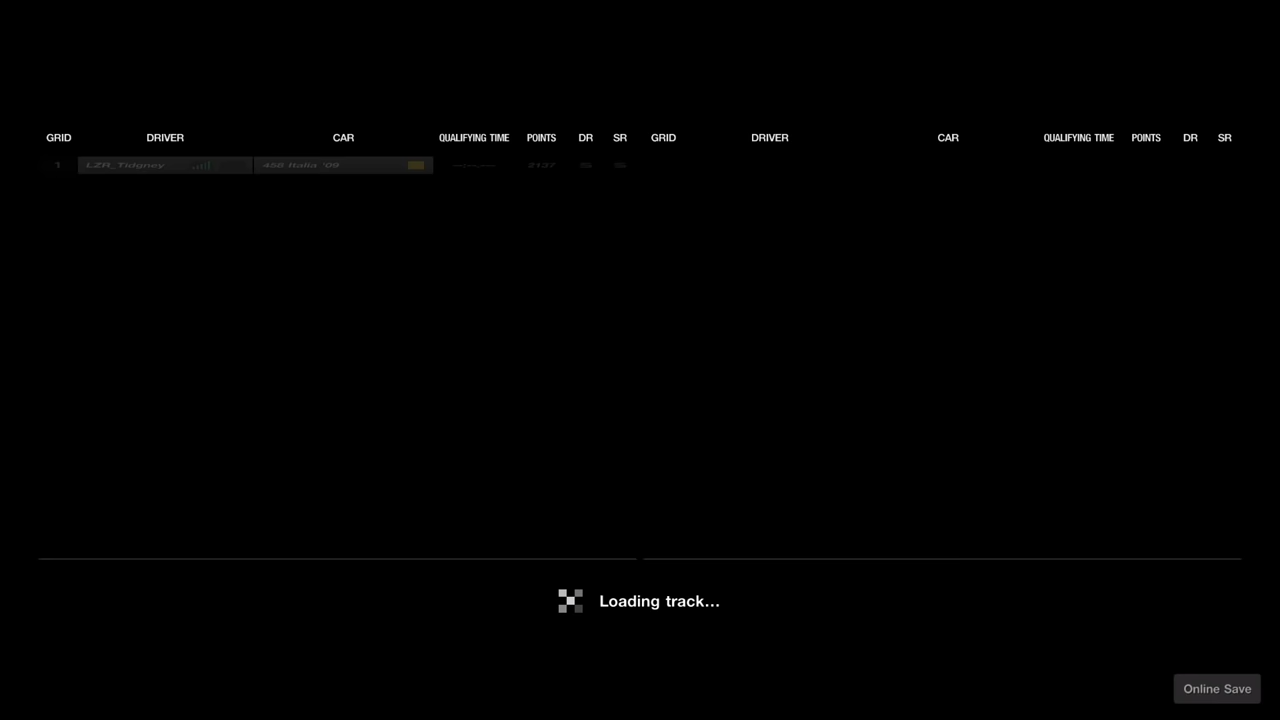 GRID DRIVER CAR QUALIFYING TIME POINTS DR SR GRID DRIVER CAR QUALIFYING TIME POINTS DR SR
1 LZR_Tidgney 458 Italia '09 2137
Loading track...
Online Save